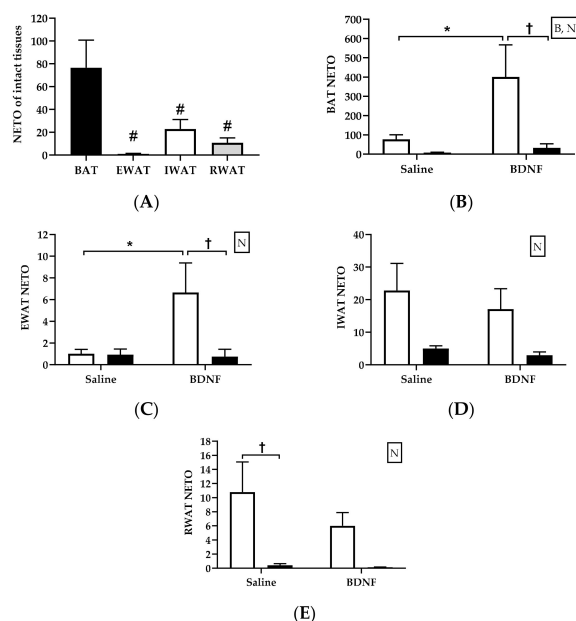 NETO of intact tissues
120
100
80
60
40
20
0
#
#
#
BAT EWAT IWAT RWAT
(A)
BAT NETO
700
600
500
400
300
200
100
0
*
†
B, N
Saline BDNF
(B)
EWAT NETO
12
10
8
6
4
2
0
*
†
N
Saline BDNF
(C)
IWAT NETO
40
30
20
10
0
N
Saline BDNF
(D)
RWAT NETO
18
16
14
12
10
8
6
4
2
0
†
N
Saline BDNF
(E)